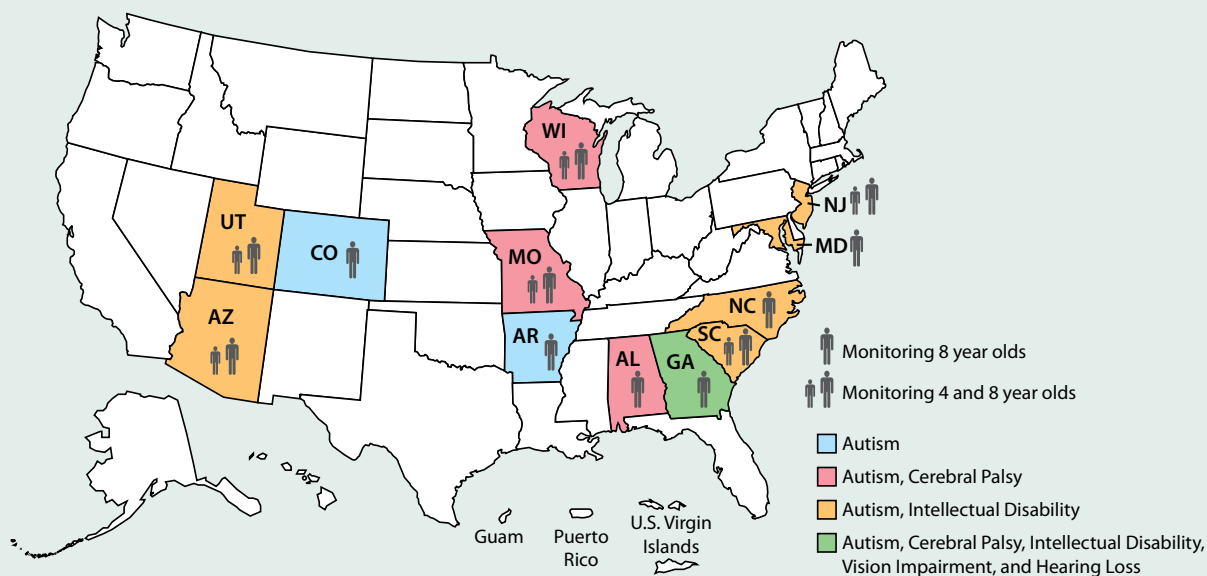 WI
UT
CO
NJ
MO
MD
AZ
NC
AR
SC
AL
GA
Monitoring 8 year olds
Monitoring 4 and 8 year olds
Autism
Autism, Cerebral Palsy
Autism, Intellectual Disability
Autism, Cerebral Palsy, Intellectual Disability,
Vision Impairment, and Hearing Loss
Guam
Puerto
Rico
U.S. Virgin
Islands